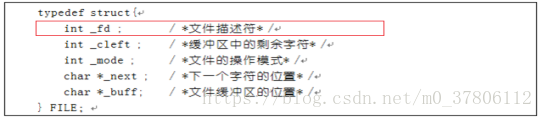 typedef struct{
int _fd ;    / *文件描述符* /
int _cleft ;    / *缓冲区中的剩余字符* /
int _mode ;    / *文件的操作模式* /
char *_next ;    / *下一个字符的位置* /
char *_buff;    / *文件缓冲区的位置* /
} FILE;
https://blog.csdn.net/m0_37806112